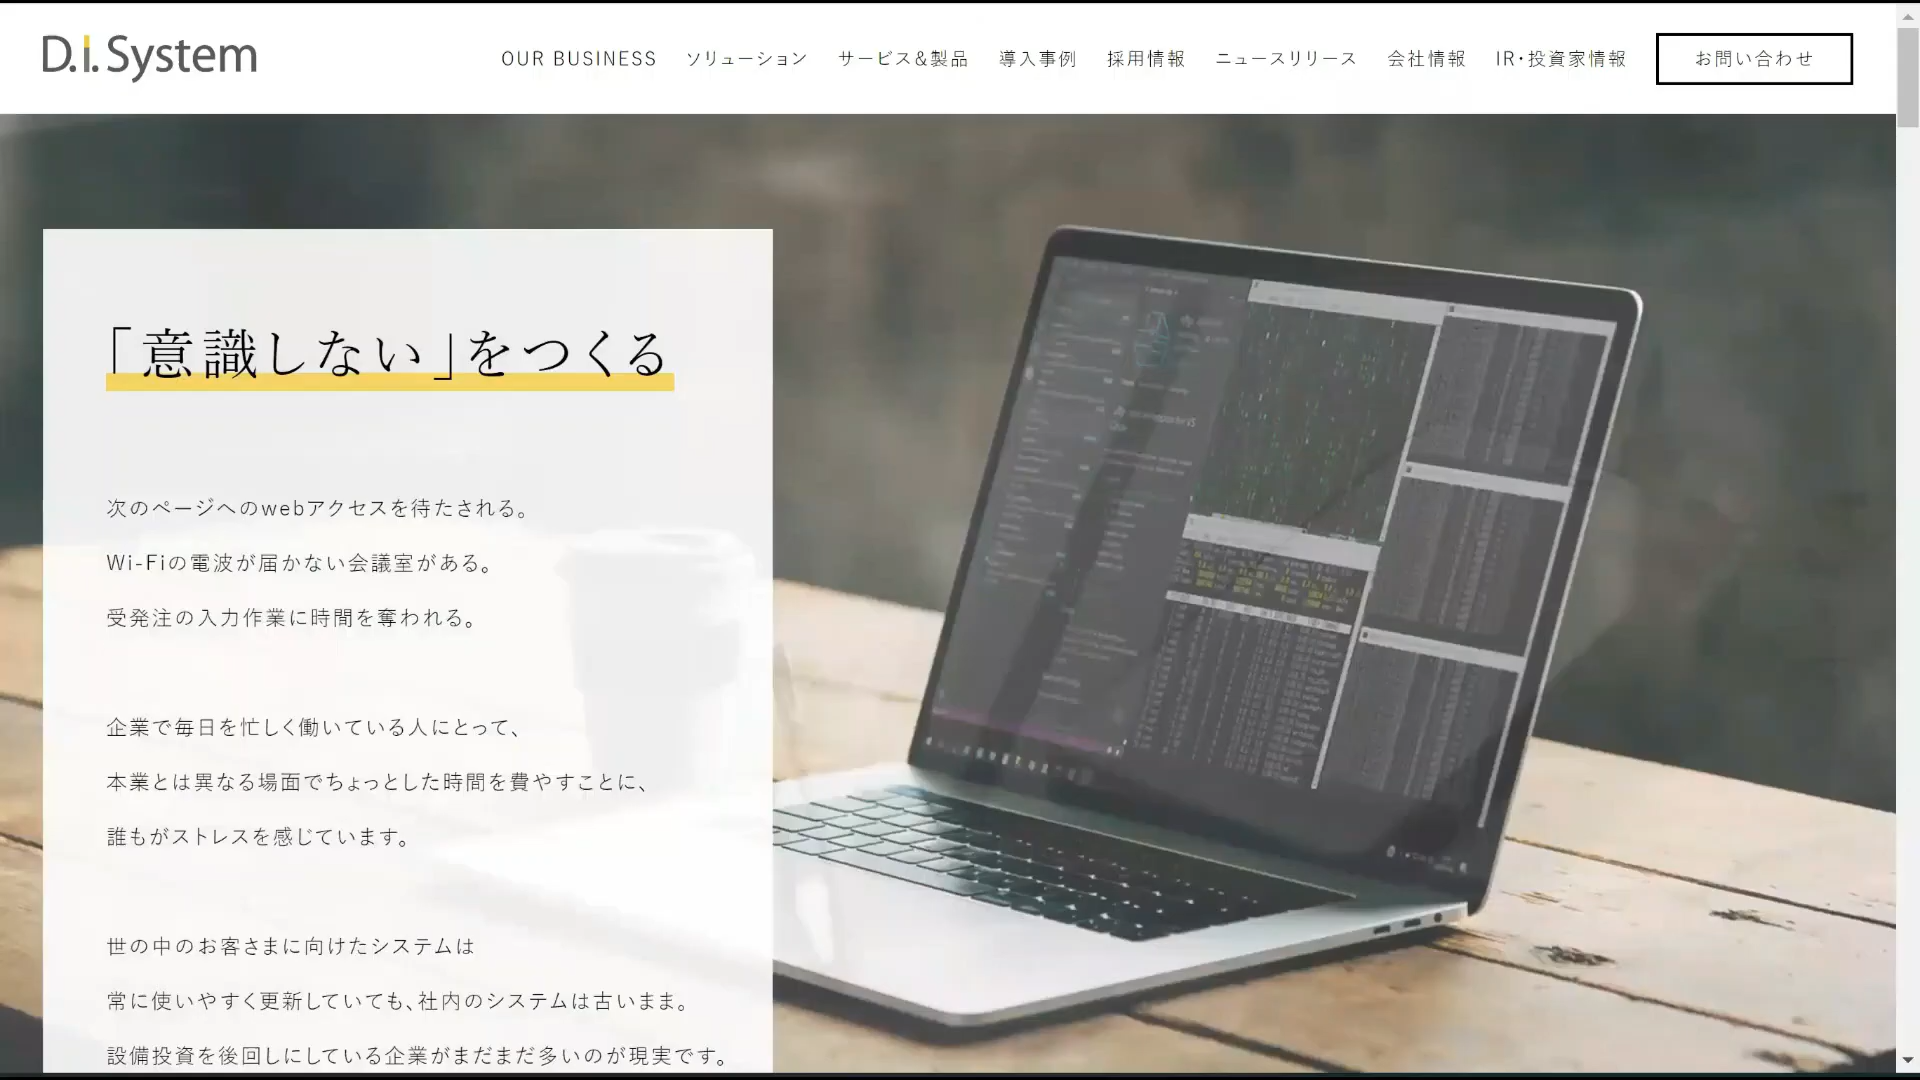 D.I.System
OUR BUSINESS ソリューション サービス&製品 導入事例 採用情報 ニュースリリース 会社情報 IR・投資家情報 お問い合わせ
「意識しない」をつくる
次のページへのwebアクセスを待たされる。
Wi-Fiの電波が届かない会議室がある。
受発注の入力作業に時間を奪われる。
企業で毎日を忙しく働いている人にとって、
本業とは異なる場面でちょっとした時間を費やすことに、
誰もがストレスを感じています。
世の中のお客さまに向けたシステムは
常に使いやすく更新していても、社内のシステムは古いまま。
設備投資を後回しにしている企業がまだまだ多いのが現実です。